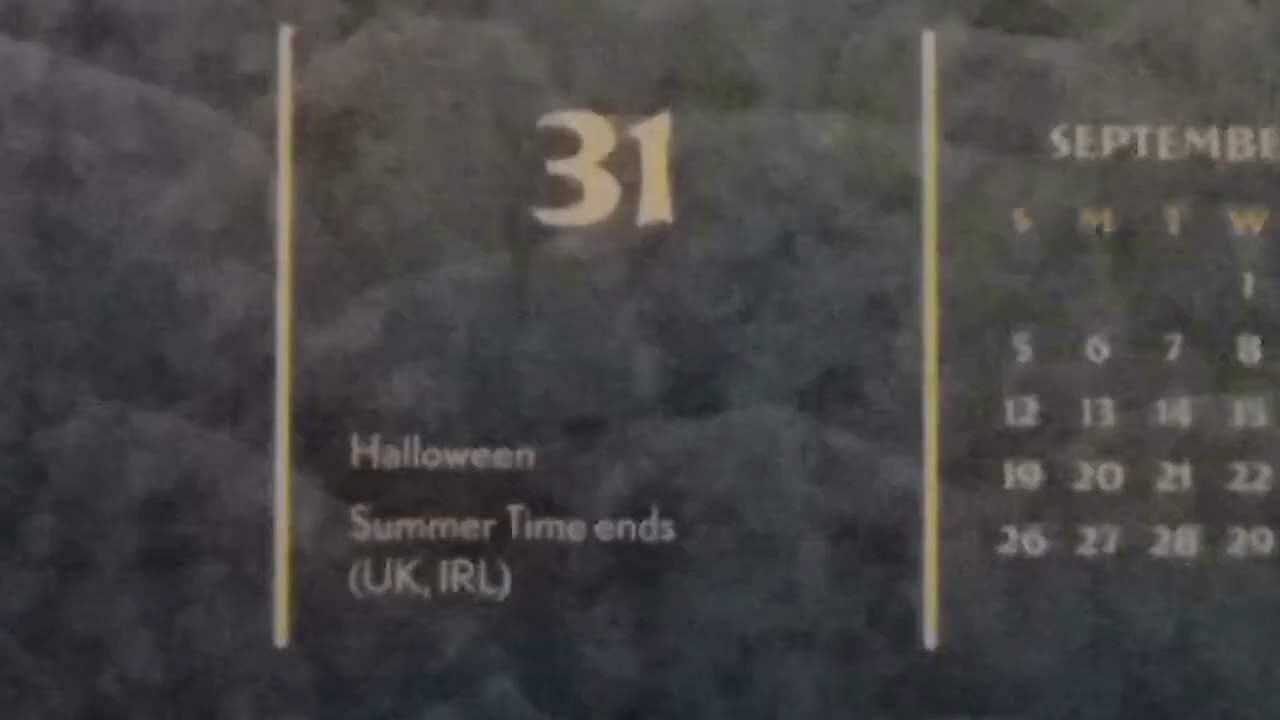 31
Halloween
Summer Time ends
(UK, IRL)
SEPTEMBE
S M T W
1
5 6 7 8
12 13 14 15
19 20 21 22
26 27 28 29